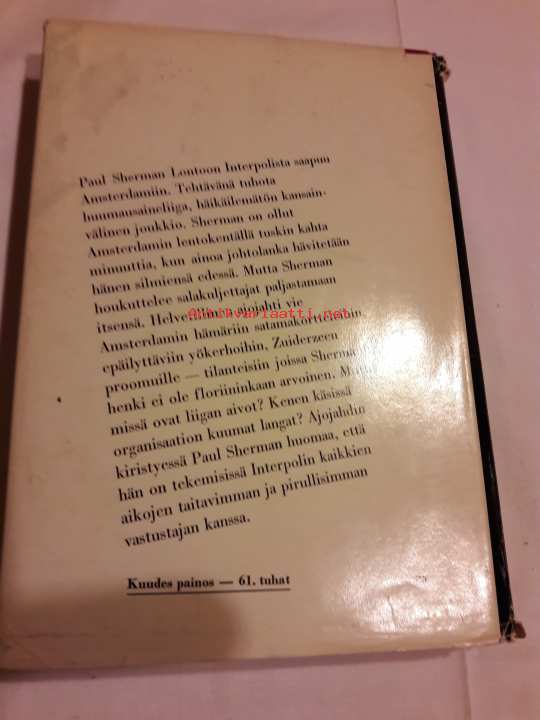 Paul Sherman Lontoon Interpolista saapuu
Amsterdamiin. Tehtävänä tuhota
huumausaineliiga, häikäilemätön kansain-
välinen joukkio. Sherman on ollut
Amsterdamin lentokentällä tuskin kahta
minuuttia, kun ainoa johtolanka hävitetään
hänen silmiensä edessä. Mutta Sherman
houkuttelee salakuljettajat paljastamaan
itsensä. ajojahti vie
Antikvariaatti.net
Amsterdamin hämäriin
epäilyttäviin yökerhoihin, Zuiderzeen
proomuille — tilanteisiin joissa
henki ei ole floriininkaan arvoinen.
missä ovat liigan aivot? Kenen käsissä
organisaation kuumat langat? Ajojahdin
kiristyessä Paul Sherman huomaa, että
hän on tekemisissä Interpolin kaikkien
aikojen taitavimman ja pirullisimman
vastustajan kanssa.
Kuudes painos — 61. tuhat